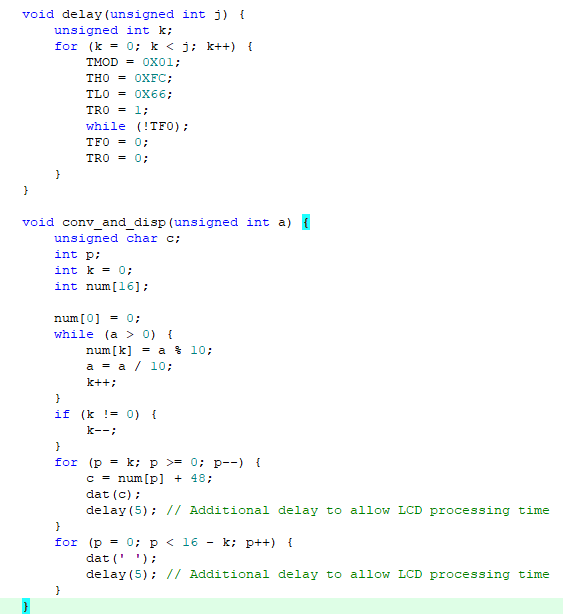 void delay(unsigned int j) {
    unsigned int k;
    for (k = 0; k < j; k++) {
        TMOD = 0X01;
        TH0 = 0XFC;
        TL0 = 0X66;
        TR0 = 1;
        while (!TF0);
        TF0 = 0;
        TR0 = 0;
    }
}

void conv_and_disp(unsigned int a) {
    unsigned char c;
    int p;
    int k = 0;
    int num[16];

    num[0] = 0;
    while (a > 0) {
        num[k] = a % 10;
        a = a / 10;
        k++;
    }
    if (k != 0) {
        k--;
    }
    for (p = k; p >= 0; p--) {
        c = num[p] + 48;
        dat(c);
        delay(5); // Additional delay to allow LCD processing time
    }
    for (p = 0; p < 16 - k; p++) {
        dat(' ');
        delay(5); // Additional delay to allow LCD processing time
    }
}